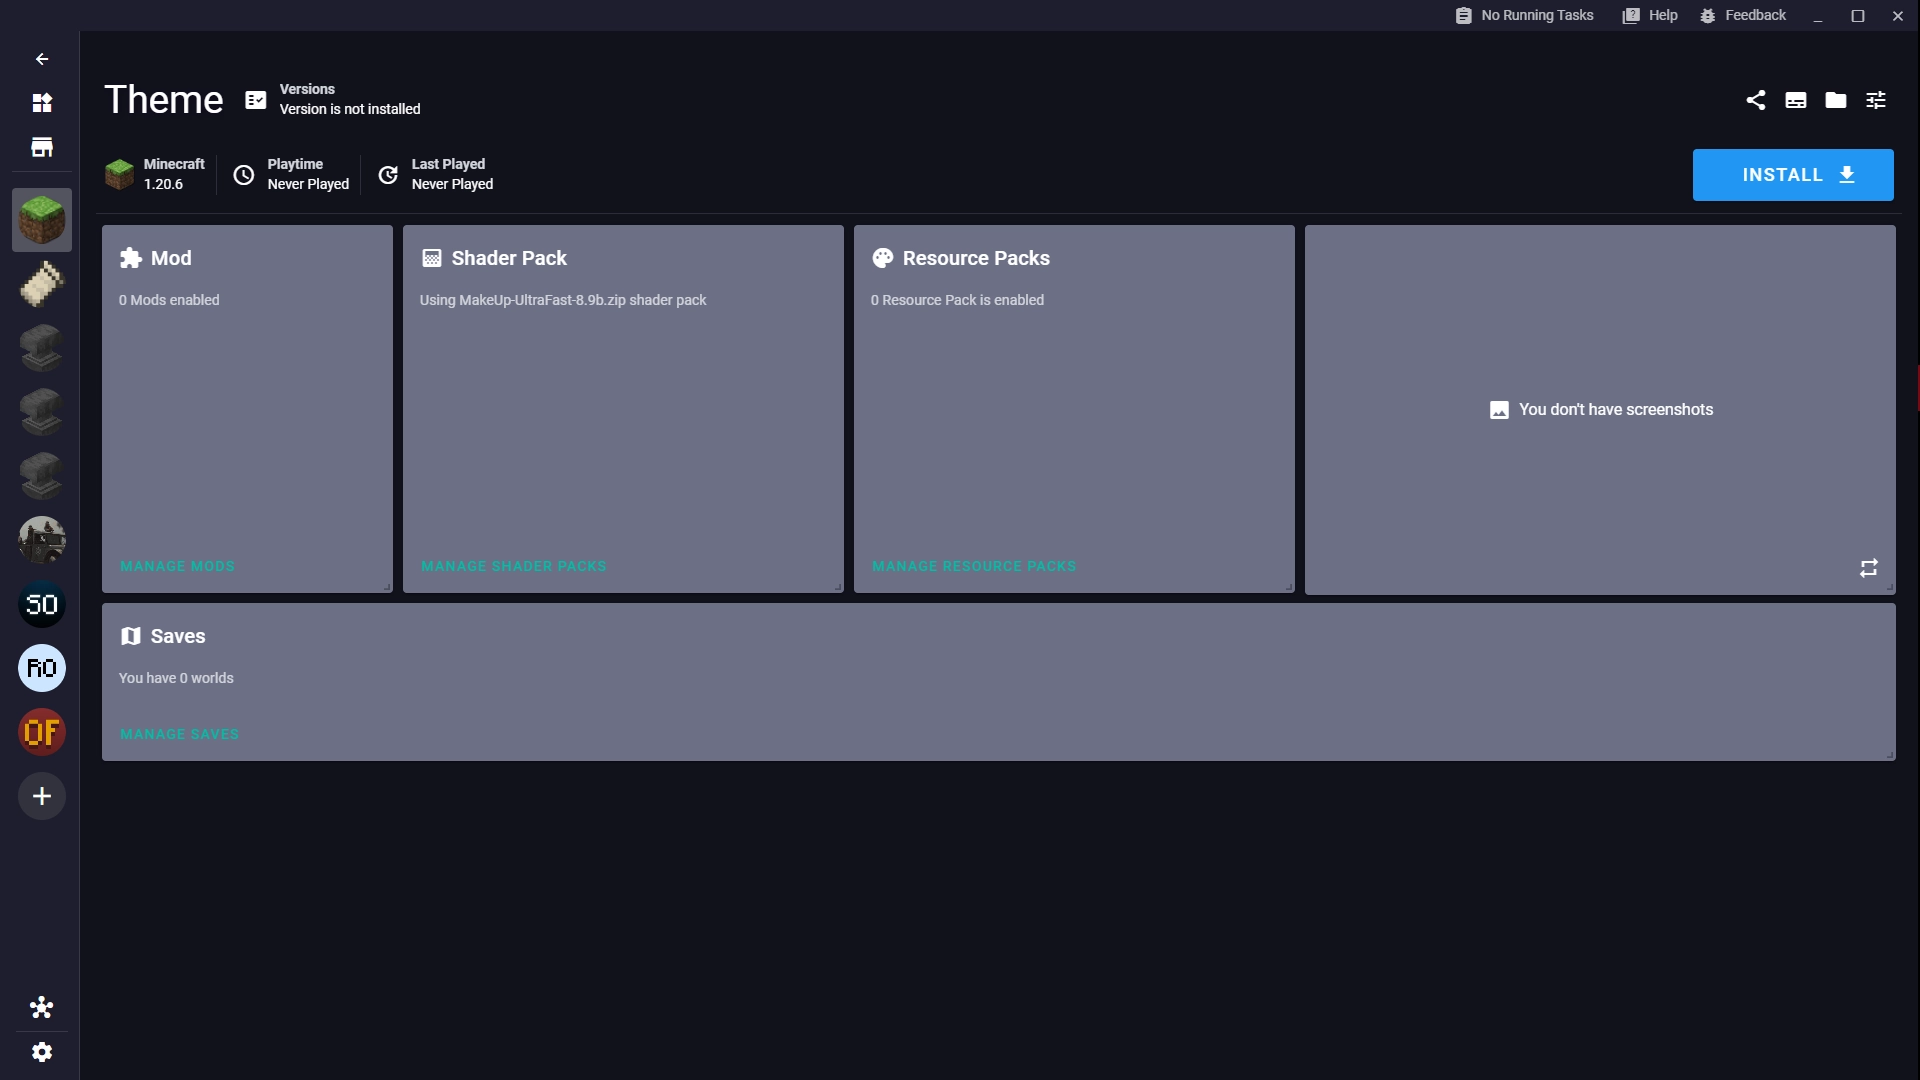 No Running Tasks
Help
Feedback
Theme
Versions
Version is not installed
Minecraft
1.20.6
Playtime
Never Played
Last Played
Never Played
INSTALL
Mod
0 Mods enabled
MANAGE MODS
Shader Pack
Using MakeUp-UltraFast-8.9b.zip shader pack
MANAGE SHADER PACKS
Resource Packs
0 Resource Pack is enabled
MANAGE RESOURCE PACKS
You don't have screenshots
Saves
You have 0 worlds
MANAGE SAVES
SO
RO
OF